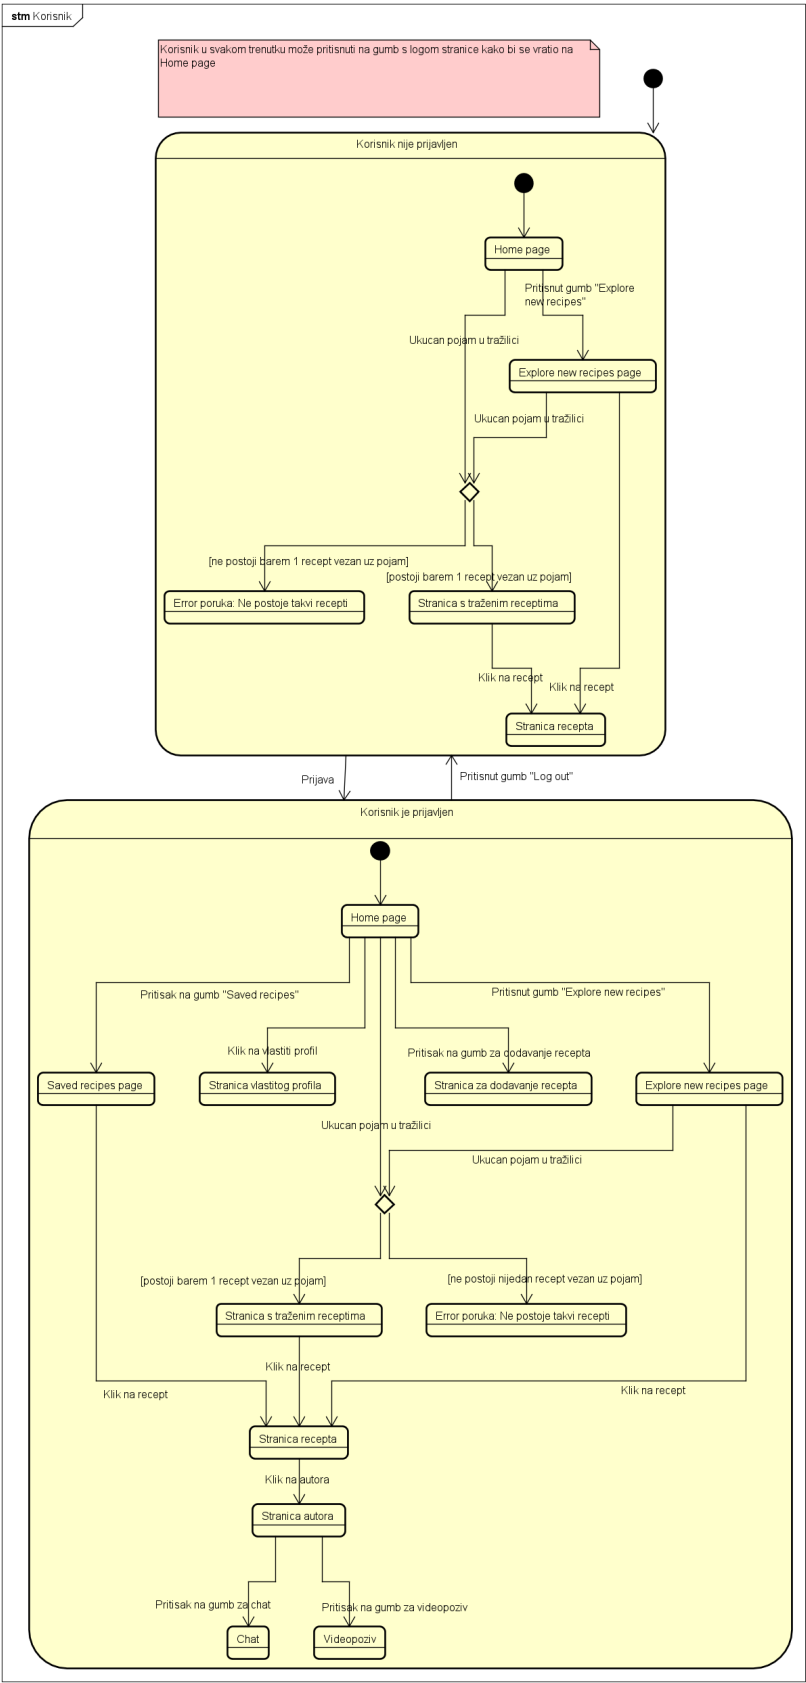 stm Korisnik
Korisnik u svakom trenutku može pritisnuti na gumb s logom stranice kako bi se vratio na
Home page
Korisnik nije prijavljen
Home page
Pritisnut gumb "Explore
new recipes"
Ukucan pojam u tražilici
Explore new recipes page
Ukucan pojam u tražilici
[ne postoji barem 1 recept vezan uz pojam]
[postoji barem 1 recept vezan uz pojam]
Error poruka: Ne postoje takvi recepti
Stranica s traženim receptima
Klik na recept
Klik na recept
Stranica recepta
Prijava
Pritisnut gumb "Log out"
Korisnik je prijavljen
Home page
Pritisak na gumb "Saved recipes"
Pritisnut gumb "Explore new recipes"
Klik na vlastiti profil
Pritisak na gumb za dodavanje recepta
Saved recipes page
Stranica vlastitog profila
Stranica za dodavanje recepta
Explore new recipes page
Ukucan pojam u tražilici
Ukucan pojam u tražilici
[postoji barem 1 recept vezan uz pojam]
[ne postoji nijedan recept vezan uz pojam]
Stranica s traženim receptima
Error poruka: Ne postoje takvi recepti
Klik na recept
Klik na recept
Klik na recept
Stranica recepta
Klik na autora
Stranica autora
Pritisak na gumb za chat
Pritisak na gumb za videopoziv
Chat
Videopoziv